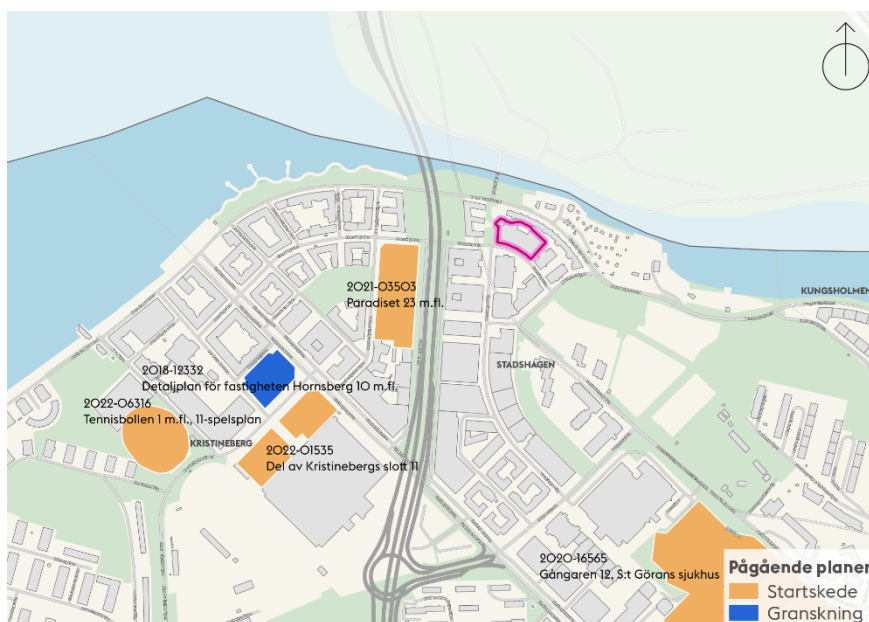 KUNGSHOLMEN
2021-03503
Paradiset 23 m.fl.
STADSHAGEN
2018-12332
Detaljplan för fastigheten Hornsberg 10 m.fl.
2022-06316
Tennisbollen 1 m.fl., 11-spelsplan
KRISTINEBERG
2022-01535
Del av Kristinebergs slott 11
2020-16565
Gångaren 12, S:t Görans sjukhus
Pågående planer
Startskede
Granskning